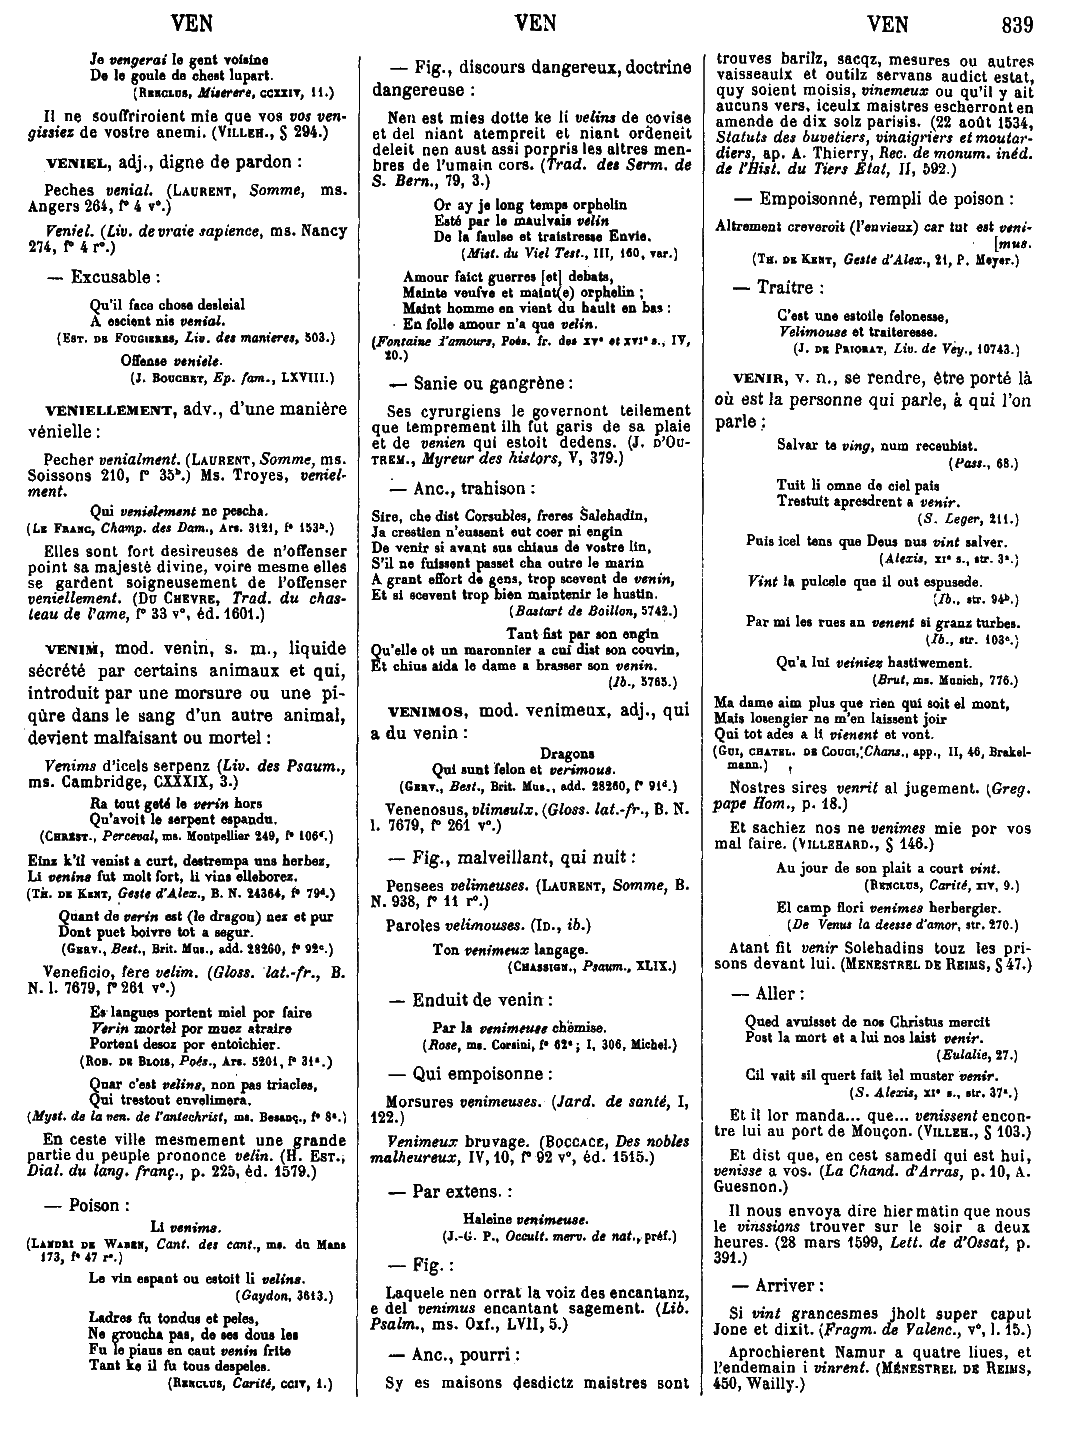 VEN VEN VEN 839
Je vengerai le gent voisine
De le goule de chest lupart.
(Renclus, Miserere, ccxxiv, 11.)
Il ne souffriroient mie que vos vos ven-
gissiez de vostre anemi. (Villeh., § 294.)
VENIEL, adj., digne de pardon :
Peches venial. (Laurent, Somme, ms.
Angers 264, f° 4 v°.)
Veniel. (Liv. de vraie sapience, ms. Nancy
274, f° 4 r°.)
— Excusable :
Qu'il face chose desleial
A escient nis venial.
(Est. de Fougieres, Liv. des manieres, 503.)
Offense veniele.
(J. Bouchet, Ep. fam., LXVIII.)
VENIELLEMENT, adv., d'une manière
vénielle :
Pecher venialment. (Laurent, Somme, ms.
Soissons 210, f° 35ᵇ.) Ms. Troyes, veniel-
ment.
Qui venielement ne pescha.
(Le Franc, Champ. des Dam., Ars. 3121, f° 153ᵇ.)
Elles sont fort desireuses de n'offenser
point sa majesté divine, voire mesme elles
se gardent soigneusement de l'offenser
veniellement. (Du Chevre, Trad. du chas-
teau de l'ame, f° 33 v°, éd. 1601.)
VENIM, mod. venin, s. m., liquide
sécrété par certains animaux et qui,
introduit par une morsure ou une pi-
qûre dans le sang d'un autre animal,
devient malfaisant ou mortel :
Venims d'icels serpenz (Liv. des Psaum.,
ms. Cambridge, CXXXIX, 3.)
Ra tout geté le verin hors
Qu'avoit le serpent espandu.
(Chrest., Perceval, ms. Montpellier 249, f° 106ᵈ.)
Einz k'il venist a curt, destrempa uns herbez,
Li venins fut molt fort, li vins elleborez.
(Th. de Kent, Geste d'Alex., B. N. 24364, f° 79ᵈ.)
Quant de verin est (le dragon) nez et pur
Dont puet boivre tot a segur.
(Gerv., Best., Brit. Mus., add. 28260, f° 92ᶜ.)
Veneficio, fere velim. (Gloss. lat.-fr., B.
N. l. 7679, f° 261 v°.)
Es langues portent miel por faire
Verin mortel por muez atraire
Portent desoz por entoichier.
(Rob. de Blois, Poés., Ars. 5201, f° 31ᵃ.)
Quar c'est velins, non pas triacles,
Qui trestout envelimera.
(Myst. de la ven. de l'antechrist, ms. Besanç., f° 8ᵃ.)
En ceste ville mesmement une grande
partie du peuple prononce velin. (H. Est.,
Dial. du lang. franç., p. 225, éd. 1579.)
— Poison :
Li venims.
(Landri de Waben, Cant. des cant., ms. du Mans
173, f° 47 r°.)
Le vin espant ou estoit li velins.
(Gaydon, 3613.)
Ladres fu tondus et peles,
Ne groucha pas, de ses dous les
Fu le piaus en caut venin frite
Tant ke il fu tous despeles.
(Renclus, Carité, cciv, 1.)
— Fig., discours dangereux, doctrine
dangereuse :
Nen est mies dotte ke li velins de covise
et del niant atempreit et niant ordeneit
deleit nen aust assi porpris les altres men-
bres de l'umain cors. (Trad. des Serm. de
S. Bern., 79, 3.)
Or ay je long temps orphelin
Esté par le maulvais velin
De la faulse et traistresse Envie.
(Mist. du Viel Test., III, 160, var.)
Amour faict guerres [et] debats,
Mainte veufve et maint(e) orphelin ;
Maint homme en vient du hault en bas :
En folle amour n'a que velin.
(Fontaine d'amours, Poés. fr. des xvᵉ et xviᵉ s., IV,
20.)
— Sanie ou gangrène :
Ses cyrurgiens le governont teilement
que temprement ilh fut garis de sa plaie
et de venien qui estoit dedens. (J. d'Ou-
trem., Myreur des histors, V, 379.)
— Anc., trahison :
Sire, che dist Corsubles, freres Salehadin,
Ja crestien n'eussent eut coer ni engin
De venir si avant sus chiaus de vostre lin,
S'il ne fuissent passet cha outre le marin
A grant effort de gens, trop scevent de venin,
Et si scevent trop bien maintenir le hustin.
(Bastart de Boillon, 5742.)
Tant fist par son engin
Qu'elle ot un maronnier a cui dist son couvin,
Et chius aida le dame a brasser son venin.
(Ib., 5765.)
VENIMOS, mod. venimeux, adj., qui
a du venin :
Dragons
Qui sunt felon et verimous.
(Gerv., Best., Brit. Mus., add. 28260, f° 91ᵈ.)
Venenosus, vlimeulx. (Gloss. lat.-fr., B. N.
l. 7679, f° 261 v°.)
— Fig., malveillant, qui nuit :
Pensees velimeuses. (Laurent, Somme, B.
N. 938, f° 11 r°.)
Paroles velimouses. (Id., ib.)
Ton venimeux langage.
(Chassign., Psaum., XLIX.)
— Enduit de venin :
Par la venimeuse chemise.
(Rose, ms. Corsini, f° 62ᵃ ; I, 306, Michel.)
— Qui empoisonne :
Morsures venimeuses. (Jard. de santé, I,
122.)
Venimeux bruvage. (Boccace, Des nobles
malheureux, IV, 10, f° 92 v°, éd. 1515.)
— Par extens. :
Haleine venimeuse.
(J.-G. P., Occult. merv. de nat., préf.)
— Fig. :
Laquele nen orrat la voiz des encantanz,
e del venimus encantant sagement. (Lib.
Psalm., ms. Oxf., LVII, 5.)
— Anc., pourri :
Sy es maisons desdictz maistres sont
trouves barilz, sacqz, mesures ou autres
vaisseaulx et outilz servans audict estat,
quy soient moisis, vinemeux ou qu'il y ait
aucuns vers, iceulx maistres escherront en
amende de dix solz parisis. (22 août 1534,
Statuts des buvetiers, vinaigriers et moutar-
diers, ap. A. Thierry, Rec. de monum. inéd.
de l'Hist. du Tiers Etat, II, 592.)
— Empoisonné, rempli de poison :
Altrement creveroit (l'envieux) car tut est veni-
[mus.
(Th. de Kent, Geste d'Alex., 21, P. Meyer.)
— Traître :
C'est une estoile felonesse,
Velimouse et traiteresse.
(J. de Priorat, Liv. de Vey., 10743.)
VENIR, v. n., se rendre, être porté là
où est la personne qui parle, à qui l'on
parle :
Salvar te ving, num receubist.
(Pass., 68.)
Tuit li omne de ciel pais
Trestuit apresdrent a venir.
(S. Leger, 211.)
Puis icel tens que Deus nus vint salver.
(Alexis, xiᵉ s., str. 3ᵃ.)
Vint la pulcele que il out espusede.
(Ib., str. 94ᵇ.)
Par mi les rues an venent si granz turbes.
(Ib., str. 103ᵃ.)
Qu'a lui veiniez hastiwement.
(Brut, ms. Munich, 776.)
Ma dame aim plus que rien qui soit el mont,
Mais losengier ne m'en laissent joir
Qui tot ades a li vienent et vont.
(Gui, chatel. de Couci, Chans., app., II, 46, Brakel-
mann.)
Nostres sires venrit al jugement. (Greg.
pape Hom., p. 18.)
Et sachiez nos ne venimes mie por vos
mal faire. (Villehard., § 146.)
Au jour de son plait a court vint.
(Renclus, Carité, xiv, 9.)
El camp flori venimes herbergier.
(De Venus la deesse d'amor, str. 270.)
Atant fit venir Solehadins touz les pri-
sons devant lui. (Menestrel de Reims, § 47.)
— Aller :
Qued avuisset de nos Christus mercit
Post la mort et a lui nos laist venir.
(Eulalie, 27.)
Cil vait sil quert fait lel muster venir.
(S. Alexis, xiᵉ s., str. 37ᵃ.)
Et il lor manda... que... venissent encon-
tre lui au port de Mouçon. (Villeh., § 103.)
Et dist que, en cest samedi qui est hui,
venisse a vos. (La Chand. d'Arras, p. 10, A.
Guesnon.)
Il nous envoya dire hier matin que nous
le vinssions trouver sur le soir a deux
heures. (28 mars 1599, Lett. de d'Ossat, p.
391.)
— Arriver :
Si vint grancesmes jholt super caput
Jone et dixit. (Fragm. de Valenc., v°, l. 15.)
Aprochierent Namur a quatre liues, et
l'endemain i vinrent. (Ménestrel de Reims,
450, Wailly.)